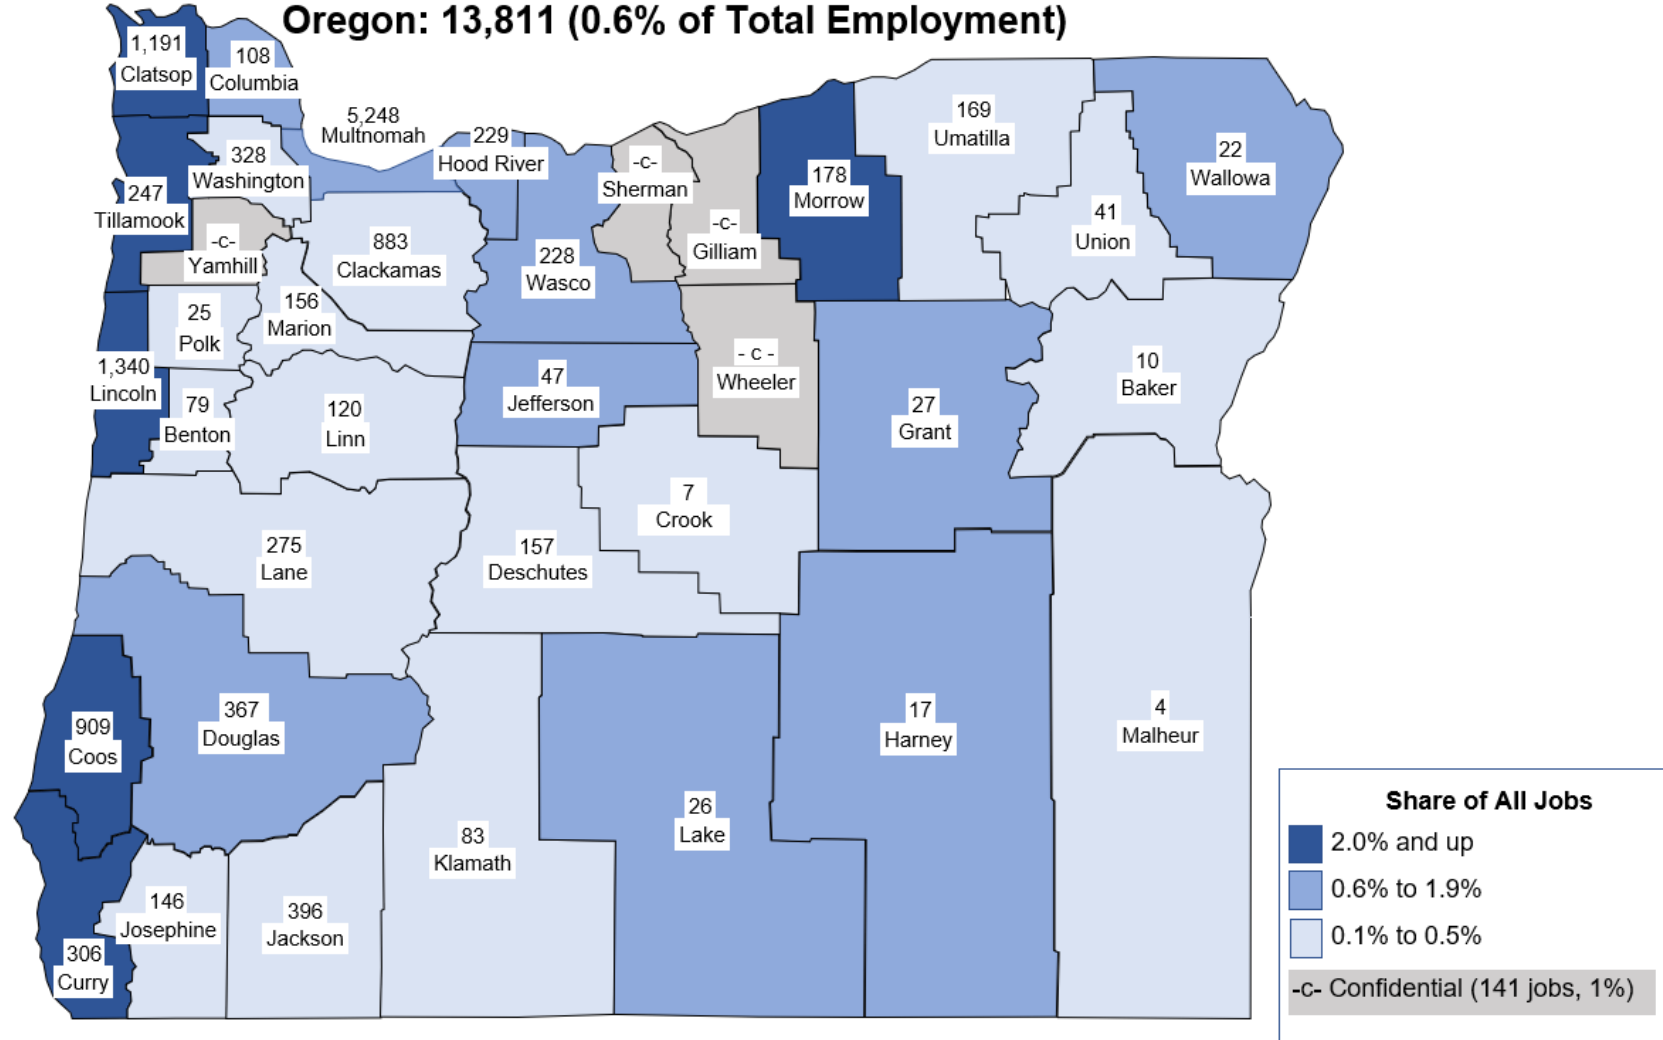 Oregon: 13,811 (0.6% of Total Employment)
1,191
Clatsop
108
Columbia
5,248
Multnomah
229
Hood River
328
Washington
247
Tillamook
-c-
Yamhill
883
Clackamas
228
Wasco
-c-
Sherman
-c-
Gilliam
178
Morrow
169
Umatilla
41
Union
22
Wallowa
25
Polk
156
Marion
1,340
Lincoln
79
Benton
120
Linn
47
Jefferson
- c -
Wheeler
27
Grant
10
Baker
275
Lane
157
Deschutes
7
Crook
909
Coos
367
Douglas
83
Klamath
26
Lake
17
Harney
4
Malheur
306
Curry
146
Josephine
396
Jackson
Share of All Jobs
2.0% and up
0.6% to 1.9%
0.1% to 0.5%
-c- Confidential (141 jobs, 1%)